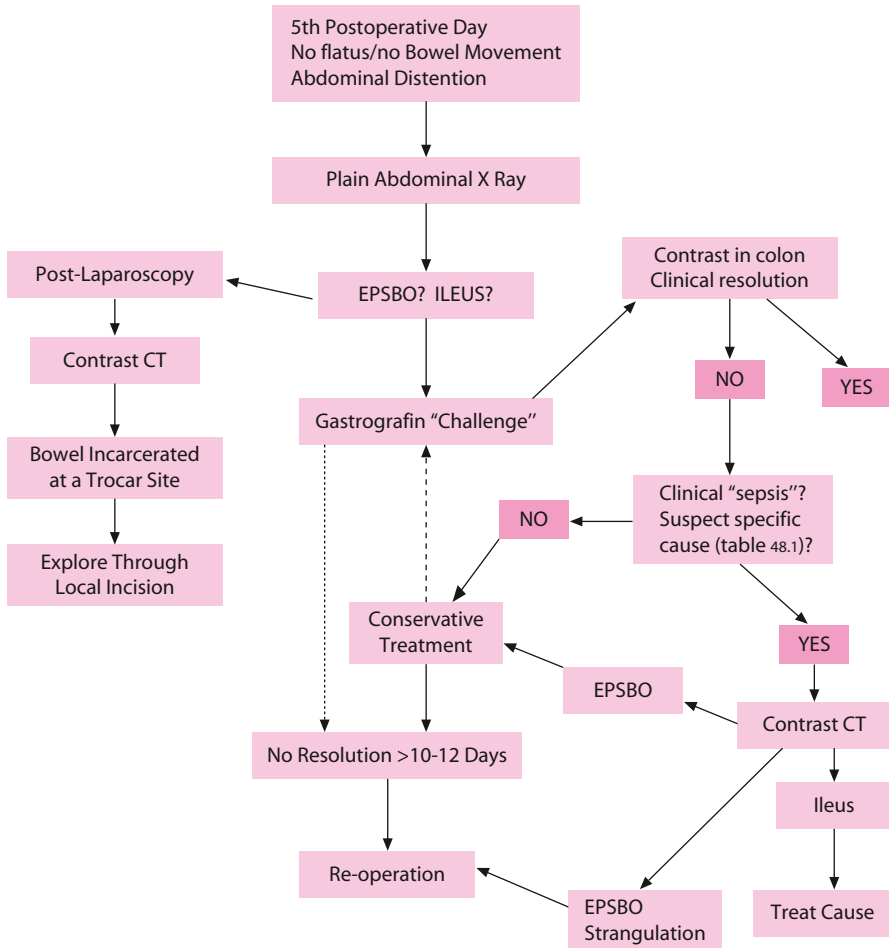 5th Postoperative Day
No flatus/no Bowel Movement
Abdominal Distention
Plain Abdominal X Ray
Post-Laparoscopy
EPSBO? ILEUS?
Contrast in colon
Clinical resolution
Contrast CT
NO
YES
Gastrografin “Challenge”
Bowel Incarcerated
at a Trocar Site
Clinical “sepsis”?
Suspect specific
cause (table 48.1)?
NO
Explore Through
Local Incision
Conservative
Treatment
YES
EPSBO
Contrast CT
No Resolution >10-12 Days
Ileus
Re-operation
EPSBO
Strangulation
Treat Cause